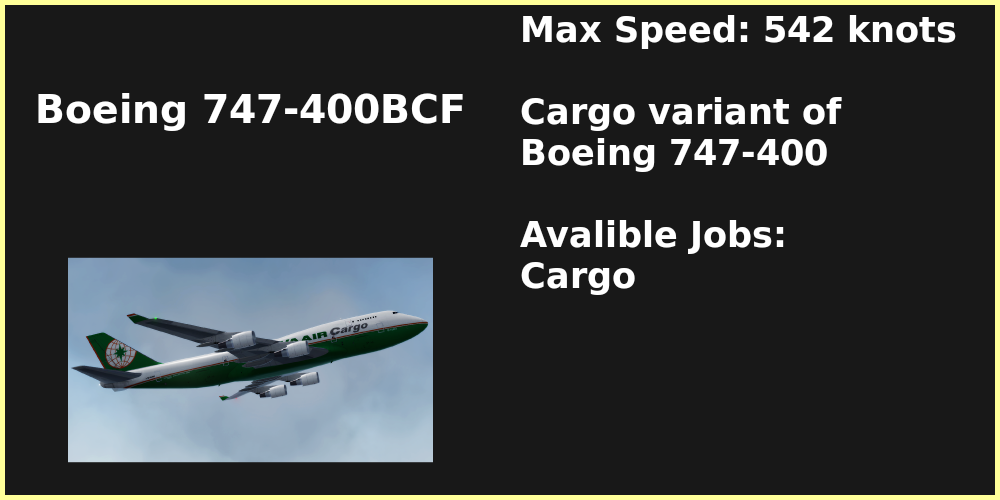 Boeing 747-400BCF
Max Speed: 542 knots
Cargo variant of
Boeing 747-400
Avalible Jobs:
Cargo
AIR Cargo